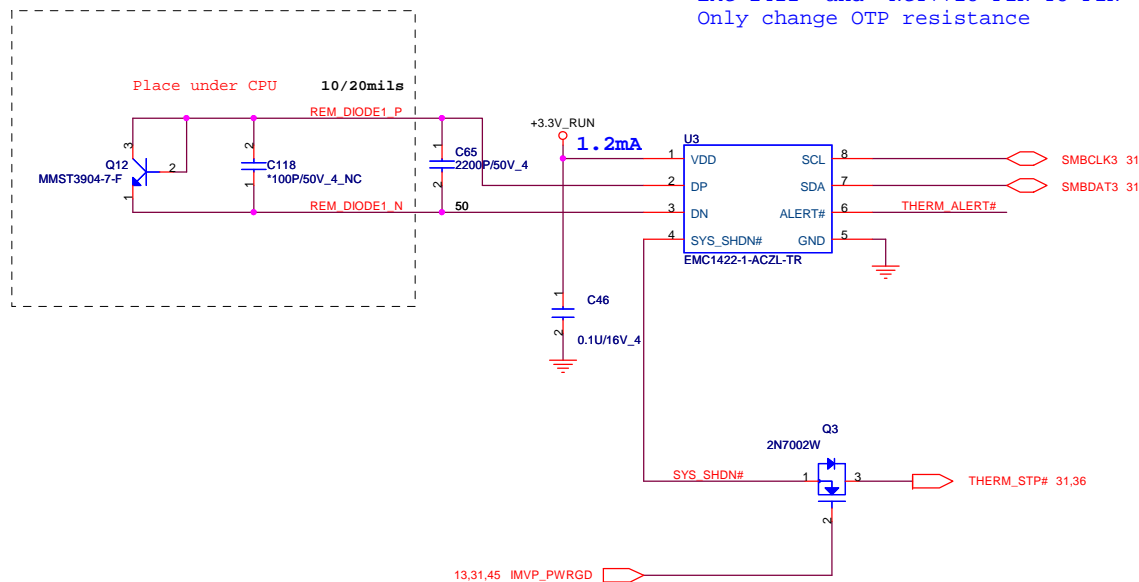 Only change OTP resistance
Place under CPU 10/20mils
REM_DIODE1_P
+3.3V_RUN
1.2mA
U3
3
Q12
2
MMST3904-7-F
1
2
C118
*100P/50V_4_NC
1
1
C65
2200P/50V_4
2
REM_DIODE1_N
50
1 VDD SCL 8 SMBCLK3 31
2 DP SDA 7 SMBDAT3 31
3 DN ALERT# 6 THERM_ALERT#
4 SYS_SHDN# GND 5
EMC1422-1-ACZL-TR
1
C46
2
0.1U/16V_4
Q3
2N7002W
SYS_SHDN# 1 3 THERM_STP# 31,36
2
13,31,45 IMVP_PWRGD